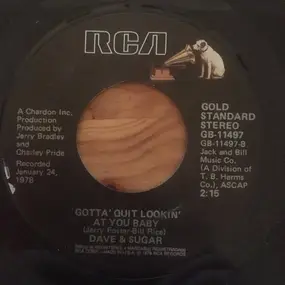 RCA
A Chardon Inc.
Production
Produced by
Jerry Bradley
and
Charley Pride
Recorded
January 24,
1978
GOLD
STANDARD
STEREO
GB-11497
GB-11497-B
Jack and Bill
Music Co.
(A Division of
T. B. Harms
Co.), ASCAP
2:15
GOTTA' QUIT LOOKIN'
AT YOU BABY
(Jerry Foster-Bill Rice)
DAVE & SUGAR